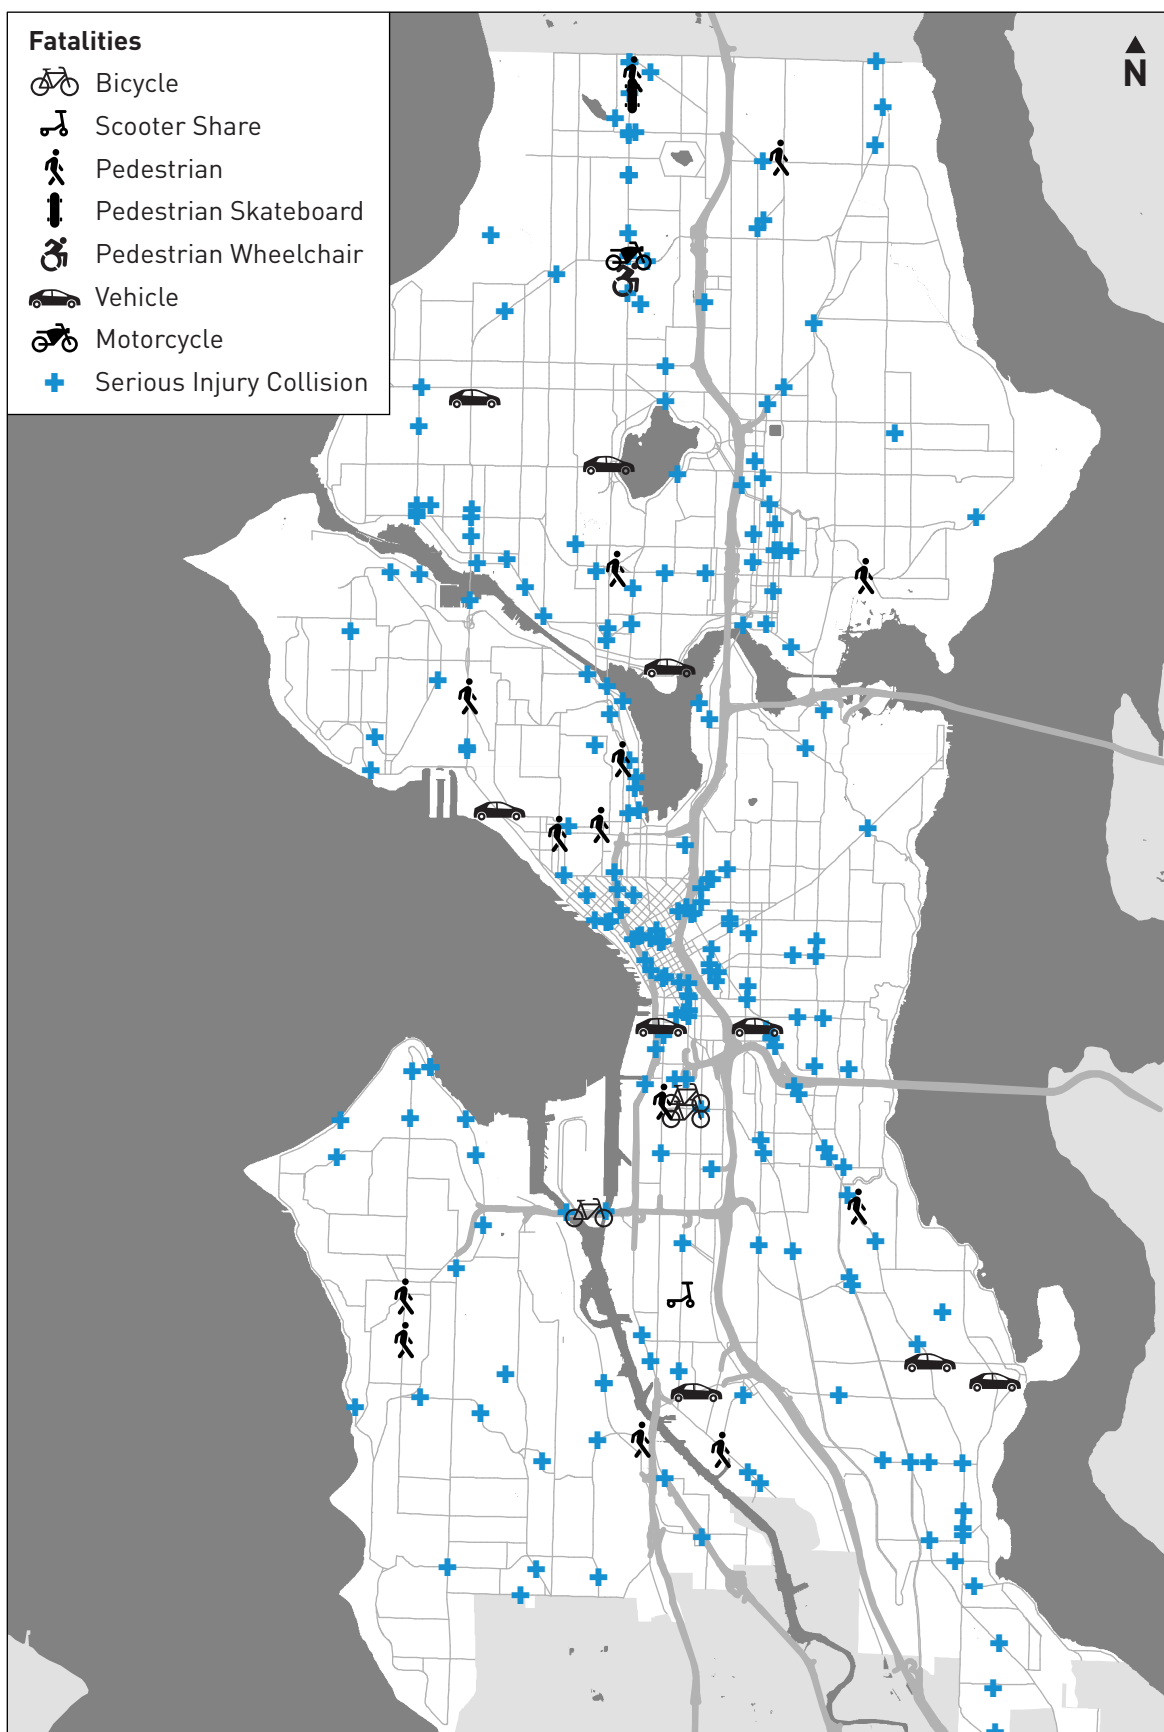 Fatalities
Bicycle
Scooter Share
Pedestrian
Pedestrian Skateboard
Pedestrian Wheelchair
Vehicle
Motorcycle
Serious Injury Collision
N